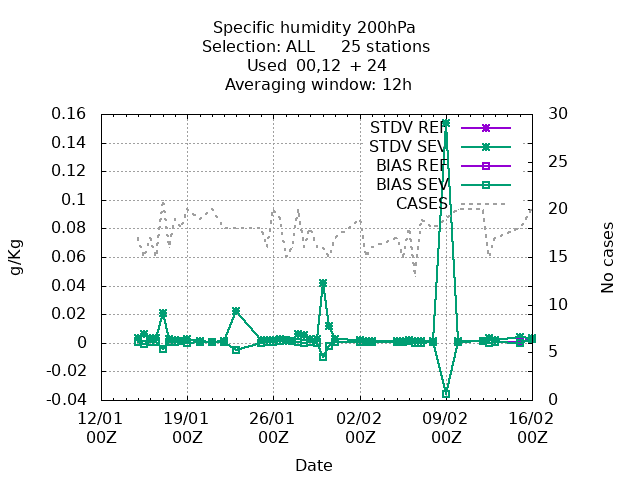 Specific humidity 200hPa
Selection: ALL 25 stations
Used 00,12 + 24
Averaging window: 12h
STDV REF
STDV SEV
BIAS REF
BIAS SEV
CASES
0.16
0.14
0.12
0.1
0.08
0.06
0.04
0.02
0
-0.02
-0.04
g/Kg
30
25
20
15
10
5
0
No cases
12/01 19/01 26/01 02/02 09/02 16/02
00Z 00Z 00Z 00Z 00Z 00Z
Date